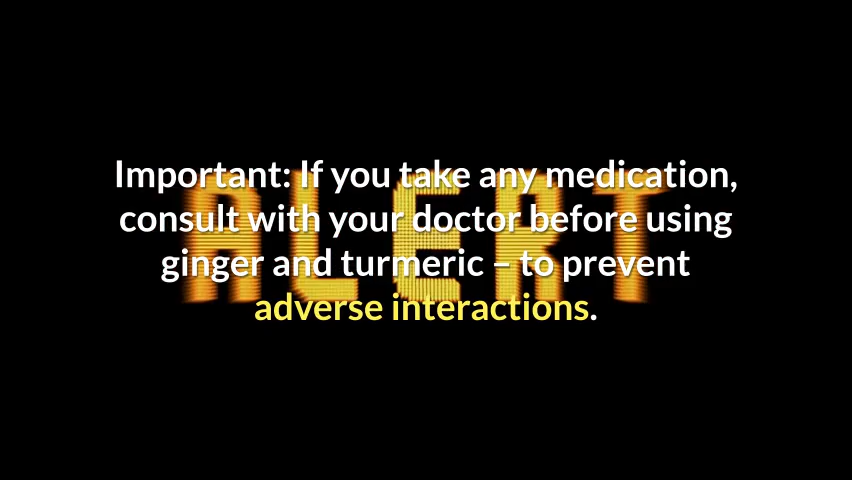 ALERT
Important: If you take any medication,
consult with your doctor before using
ginger and turmeric – to prevent
adverse interactions.